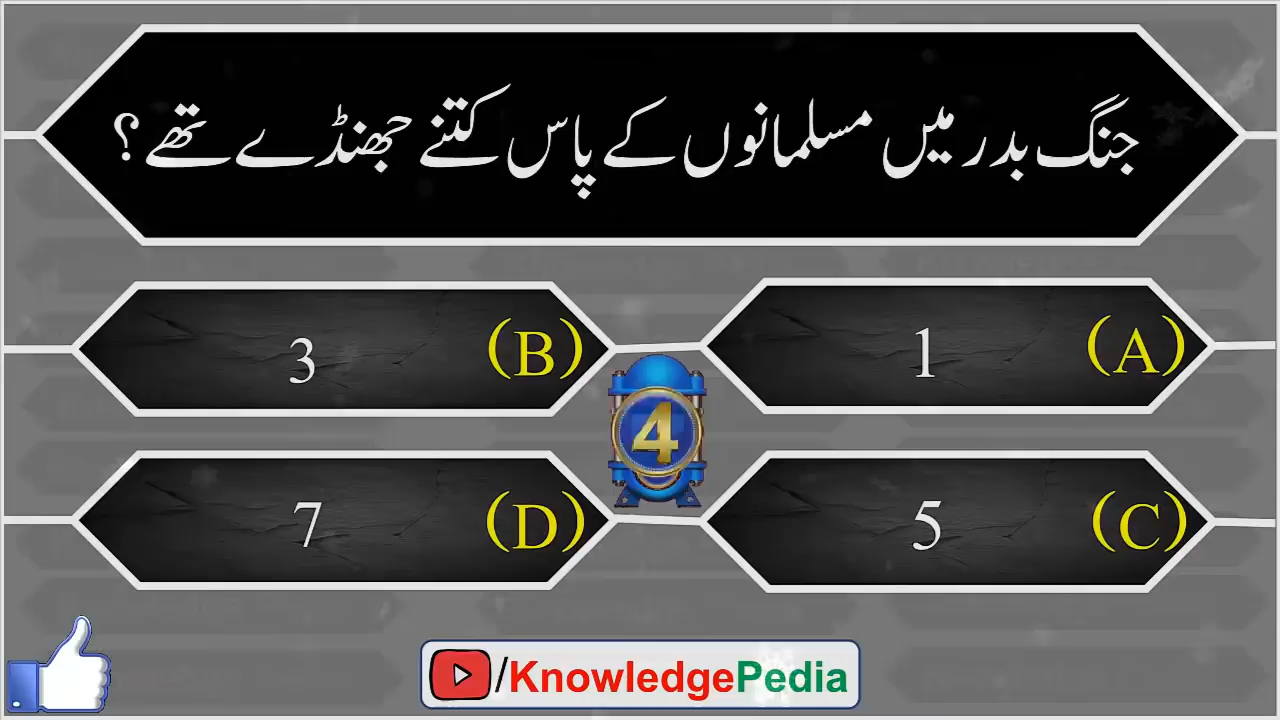 جنگ بدر میں مسلمانوں کے پاس کتنے جھنڈے تھے؟
(A) 1
(B) 3
(C) 5
(D) 7
4
/KnowledgePedia